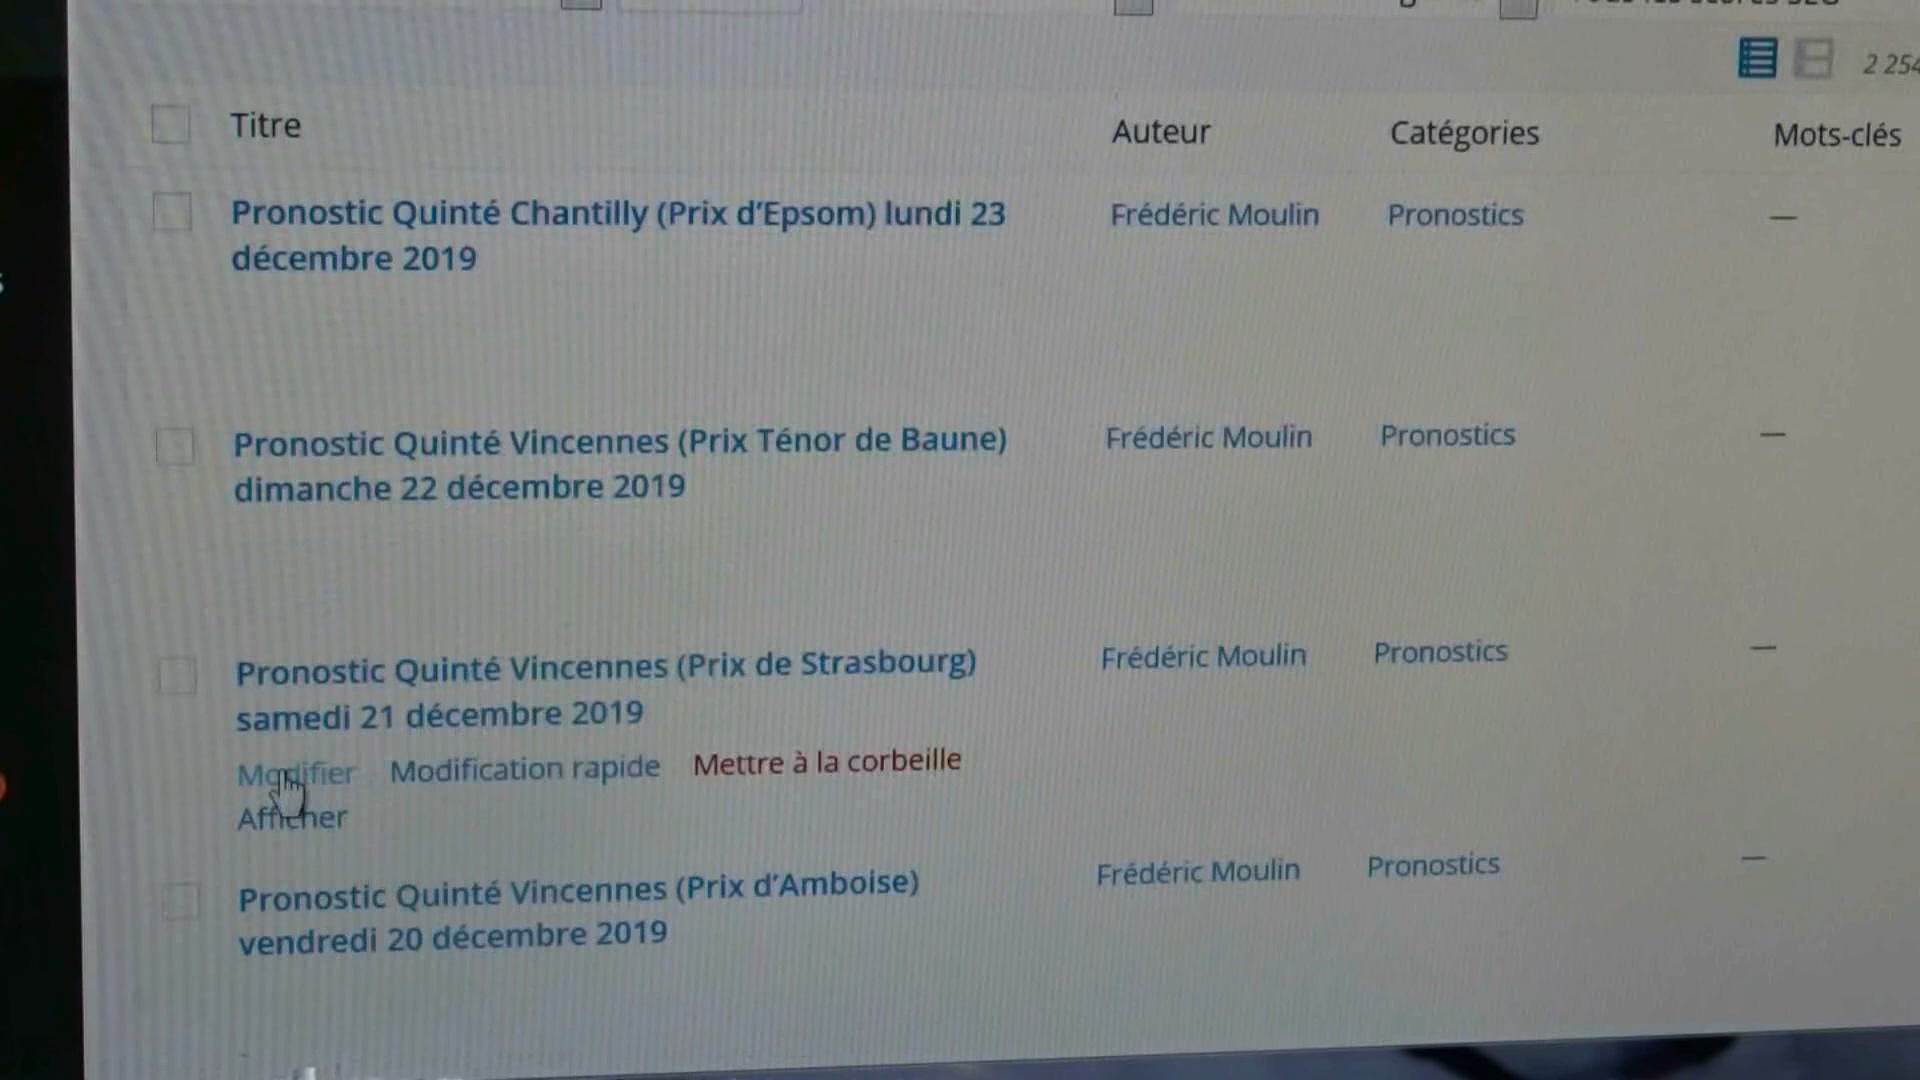 2 254
Titre Auteur Catégories Mots-clés
Pronostic Quinté Chantilly (Prix d'Epsom) lundi 23 Frédéric Moulin Pronostics —
décembre 2019
Pronostic Quinté Vincennes (Prix Ténor de Baune) Frédéric Moulin Pronostics —
dimanche 22 décembre 2019
Pronostic Quinté Vincennes (Prix de Strasbourg) Frédéric Moulin Pronostics —
samedi 21 décembre 2019
Modifier Modification rapide Mettre à la corbeille
Afficher
Pronostic Quinté Vincennes (Prix d'Amboise) Frédéric Moulin Pronostics —
vendredi 20 décembre 2019